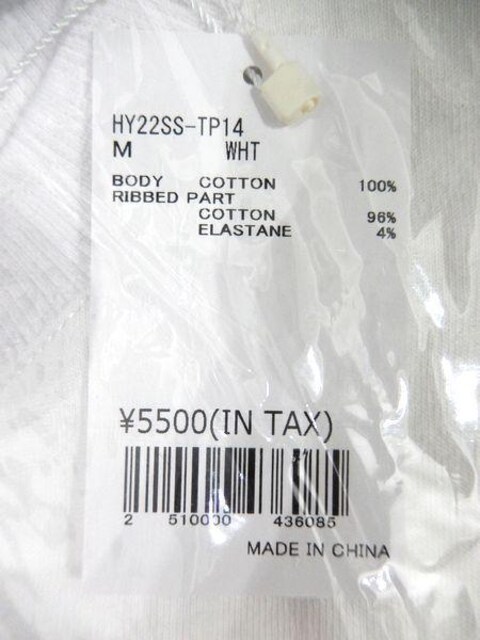 HY22SS-TP14
M WHT
BODY COTTON 100%
RIBBED PART
COTTON 96%
ELASTANE 4%
¥5500(IN TAX)
2 510000 436085
MADE IN CHINA